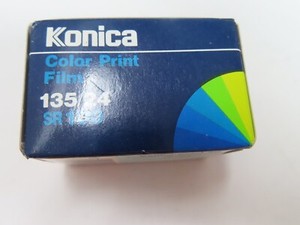 Konica
Color Print
Film
135/24
SR